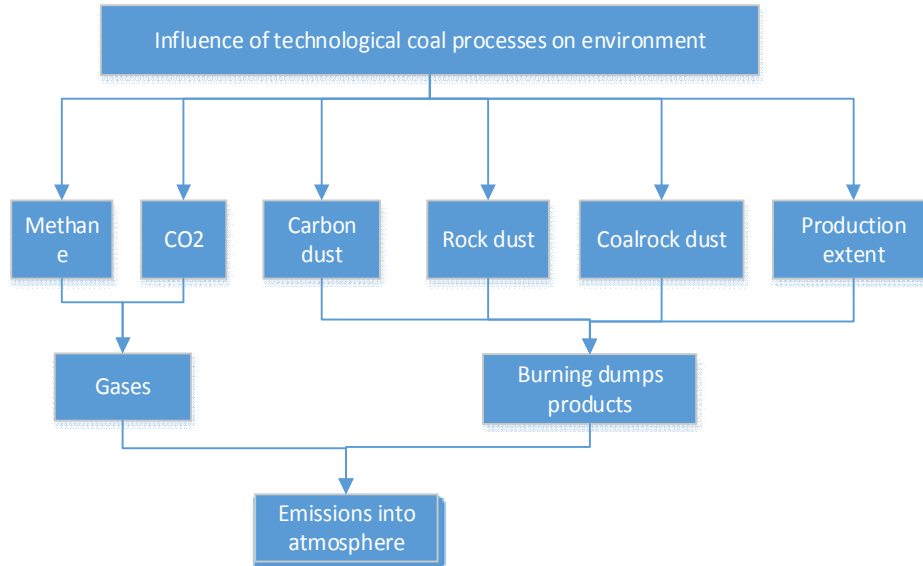 Influence of technological coal processes on environment
Methan
e
CO2
Carbon
dust
Rock dust
Coalrock dust
Production
extent
Gases
Burning dumps
products
Emissions into
atmosphere